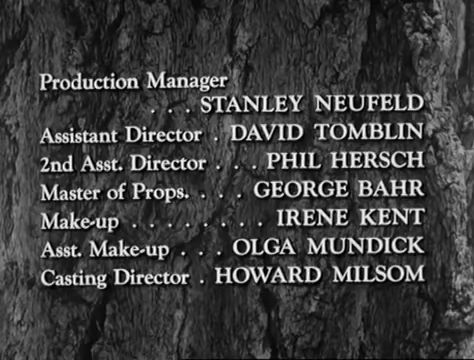 Production Manager
. . . STANLEY NEUFELD
Assistant Director . DAVID TOMBLIN
2nd Asst. Director . . . PHIL HERSCH
Master of Props. . . . GEORGE BAHR
Make-up . . . . . . . . IRENE KENT
Asst. Make-up . . . OLGA MUNDICK
Casting Director . HOWARD MILSOM